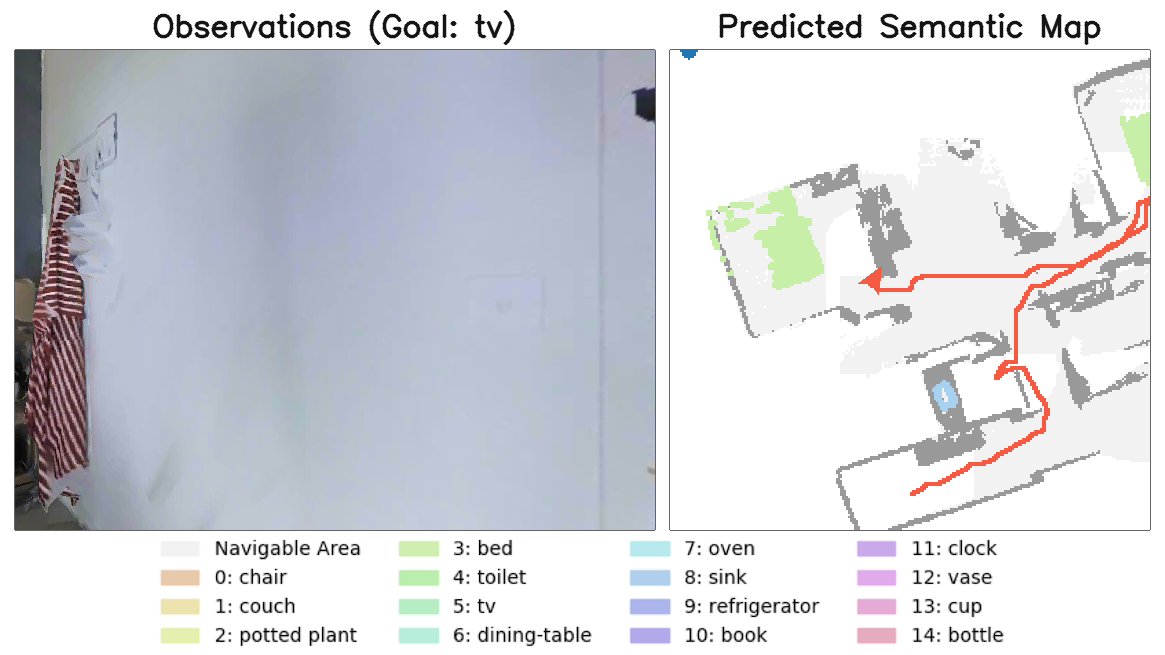 Observations (Goal: tv)
Predicted Semantic Map
Navigable Area
0: chair
1: couch
2: potted plant
3: bed
4: toilet
5: tv
6: dining-table
7: oven
8: sink
9: refrigerator
10: book
11: clock
12: vase
13: cup
14: bottle